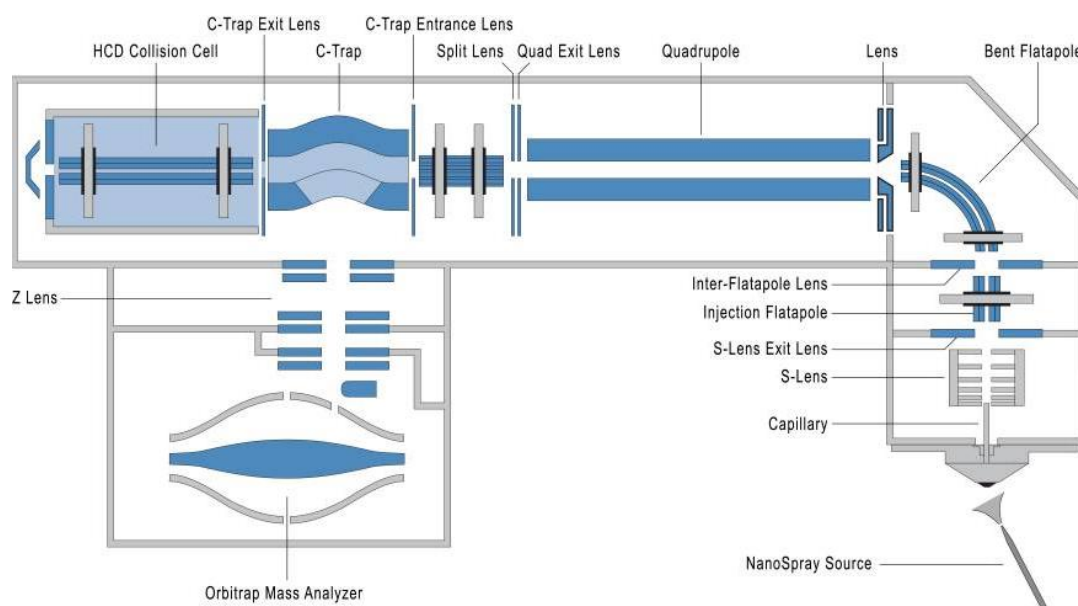 C-Trap Exit Lens
C-Trap Entrance Lens
HCD Collision Cell
C-Trap
Split Lens
Quad Exit Lens
Quadrupole
Lens
Bent Flatapole
Z Lens
Inter-Flatapole Lens
Injection Flatapole
S-Lens Exit Lens
S-Lens
Capillary
NanoSpray Source
Orbitrap Mass Analyzer